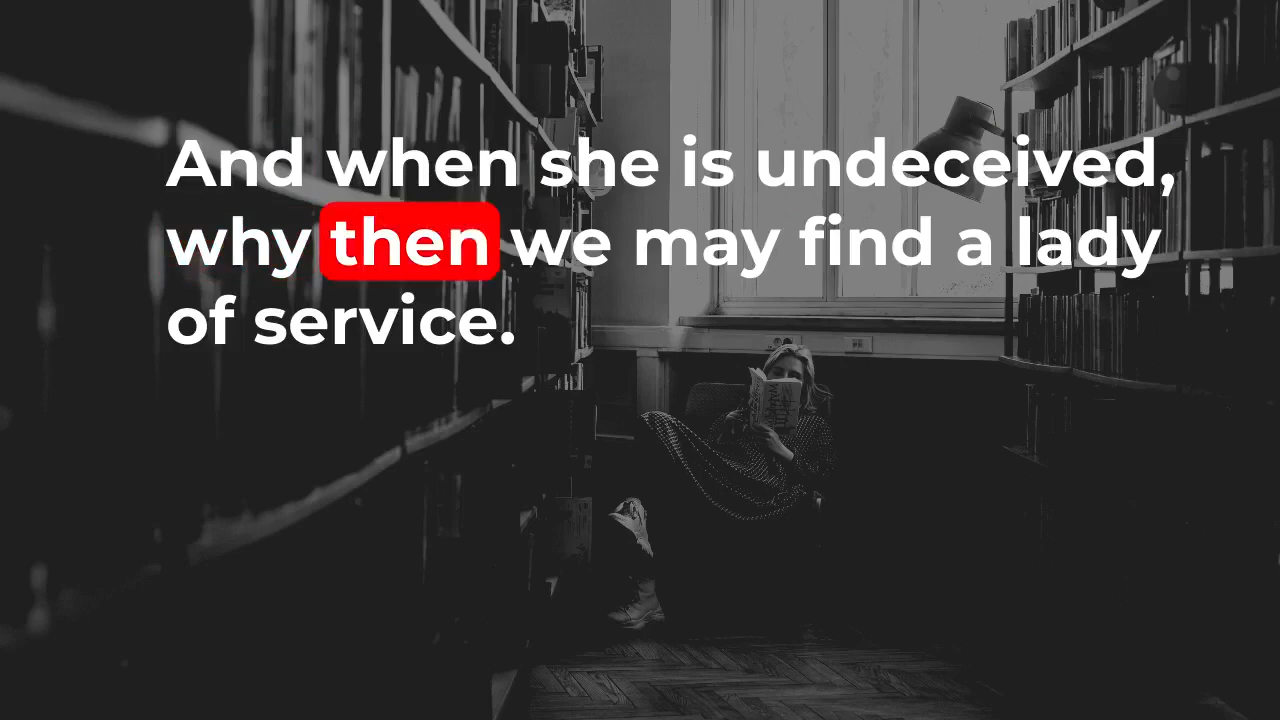 And when she is undeceived,
why then we may find a lady
of service.